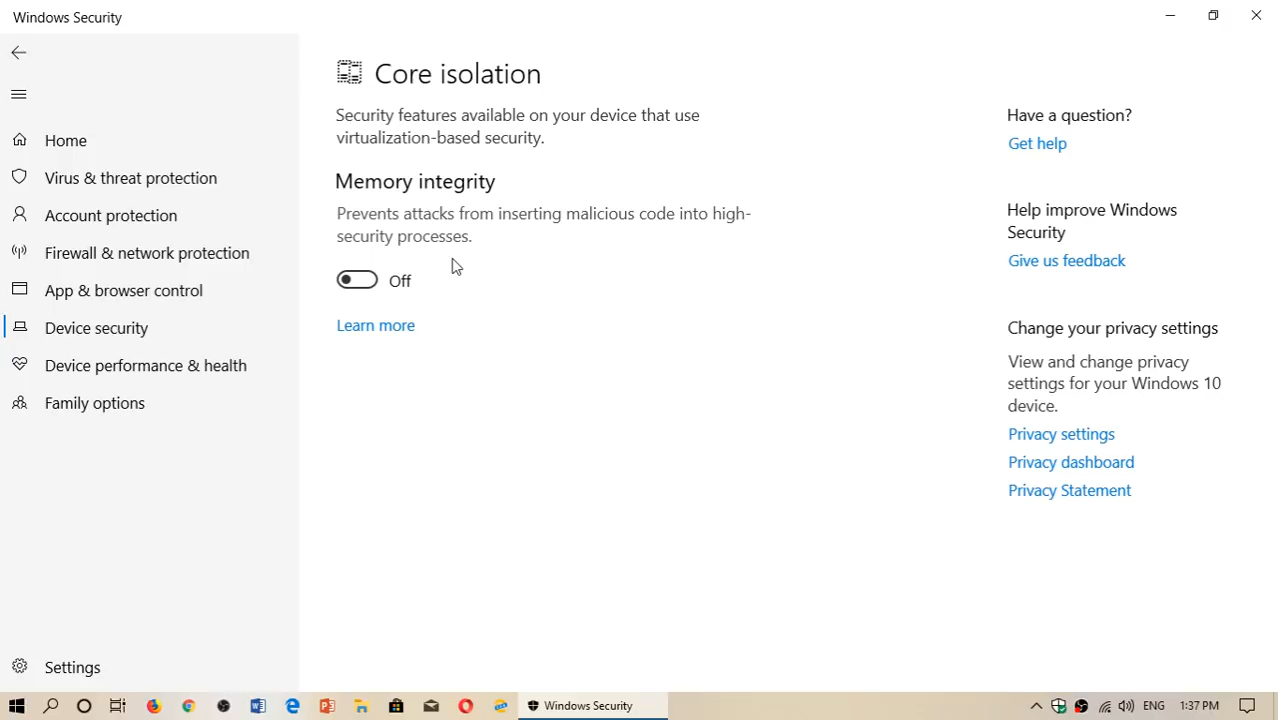 Windows Security
Home
Virus & threat protection
Account protection
Firewall & network protection
App & browser control
Device security
Device performance & health
Family options
Settings
Core isolation
Security features available on your device that use
virtualization-based security.
Memory integrity
Prevents attacks from inserting malicious code into high-
security processes.
Off
Learn more
Have a question?
Get help
Help improve Windows
Security
Give us feedback
Change your privacy settings
View and change privacy
settings for your Windows 10
device.
Privacy settings
Privacy dashboard
Privacy Statement
Windows Security
ENG
1:37 PM